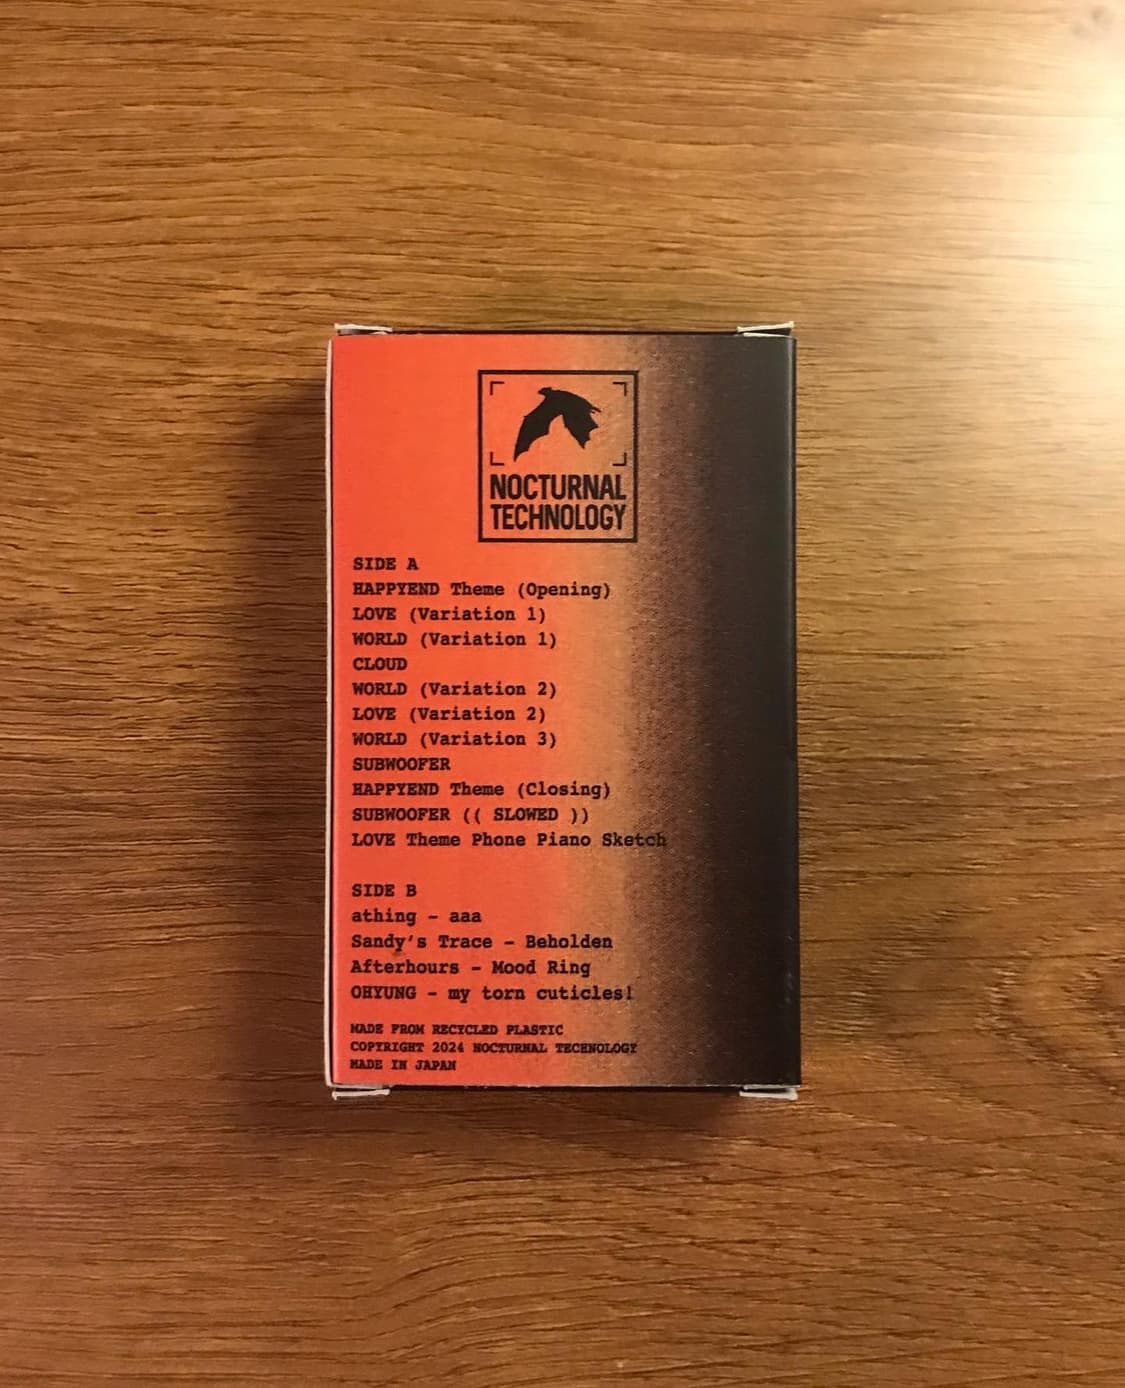 NOCTURNAL
TECHNOLOGY
SIDE A
HAPPYEND Theme (Opening)
LOVE (Variation 1)
WORLD (Variation 1)
CLOUD
WORLD (Variation 2)
LOVE (Variation 2)
WORLD (Variation 3)
SUBWOOFER
HAPPYEND Theme (Closing)
SUBWOOFER (( SLOWED ))
LOVE Theme Phone Piano Sketch
SIDE B
athing - aaa
Sandy's Trace - Beholden
Afterhours - Mood Ring
OHYUNG - my torn cuticles!
MADE FROM RECYCLED PLASTIC
COPYRIGHT 2024 NOCTURNAL TECHNOLOGY
MADE IN JAPAN